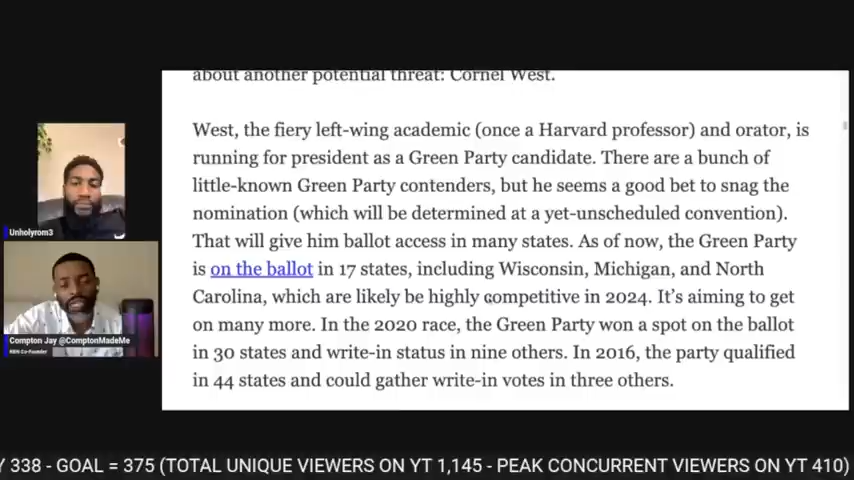 about another potential threat: Cornel West.
West, the fiery left-wing academic (once a Harvard professor) and orator, is
running for president as a Green Party candidate. There are a bunch of
little-known Green Party contenders, but he seems a good bet to snag the
nomination (which will be determined at a yet-unscheduled convention).
That will give him ballot access in many states. As of now, the Green Party
is on the ballot in 17 states, including Wisconsin, Michigan, and North
Carolina, which are likely be highly competitive in 2024. It’s aiming to get
on many more. In the 2020 race, the Green Party won a spot on the ballot
in 30 states and write-in status in nine others. In 2016, the party qualified
in 44 states and could gather write-in votes in three others.
Unholyrom3
Compton Jay @ComptonMadeMe
RBN Co-Founder
Y 338 - GOAL = 375 (TOTAL UNIQUE VIEWERS ON YT 1,145 - PEAK CONCURRENT VIEWERS ON YT 410)